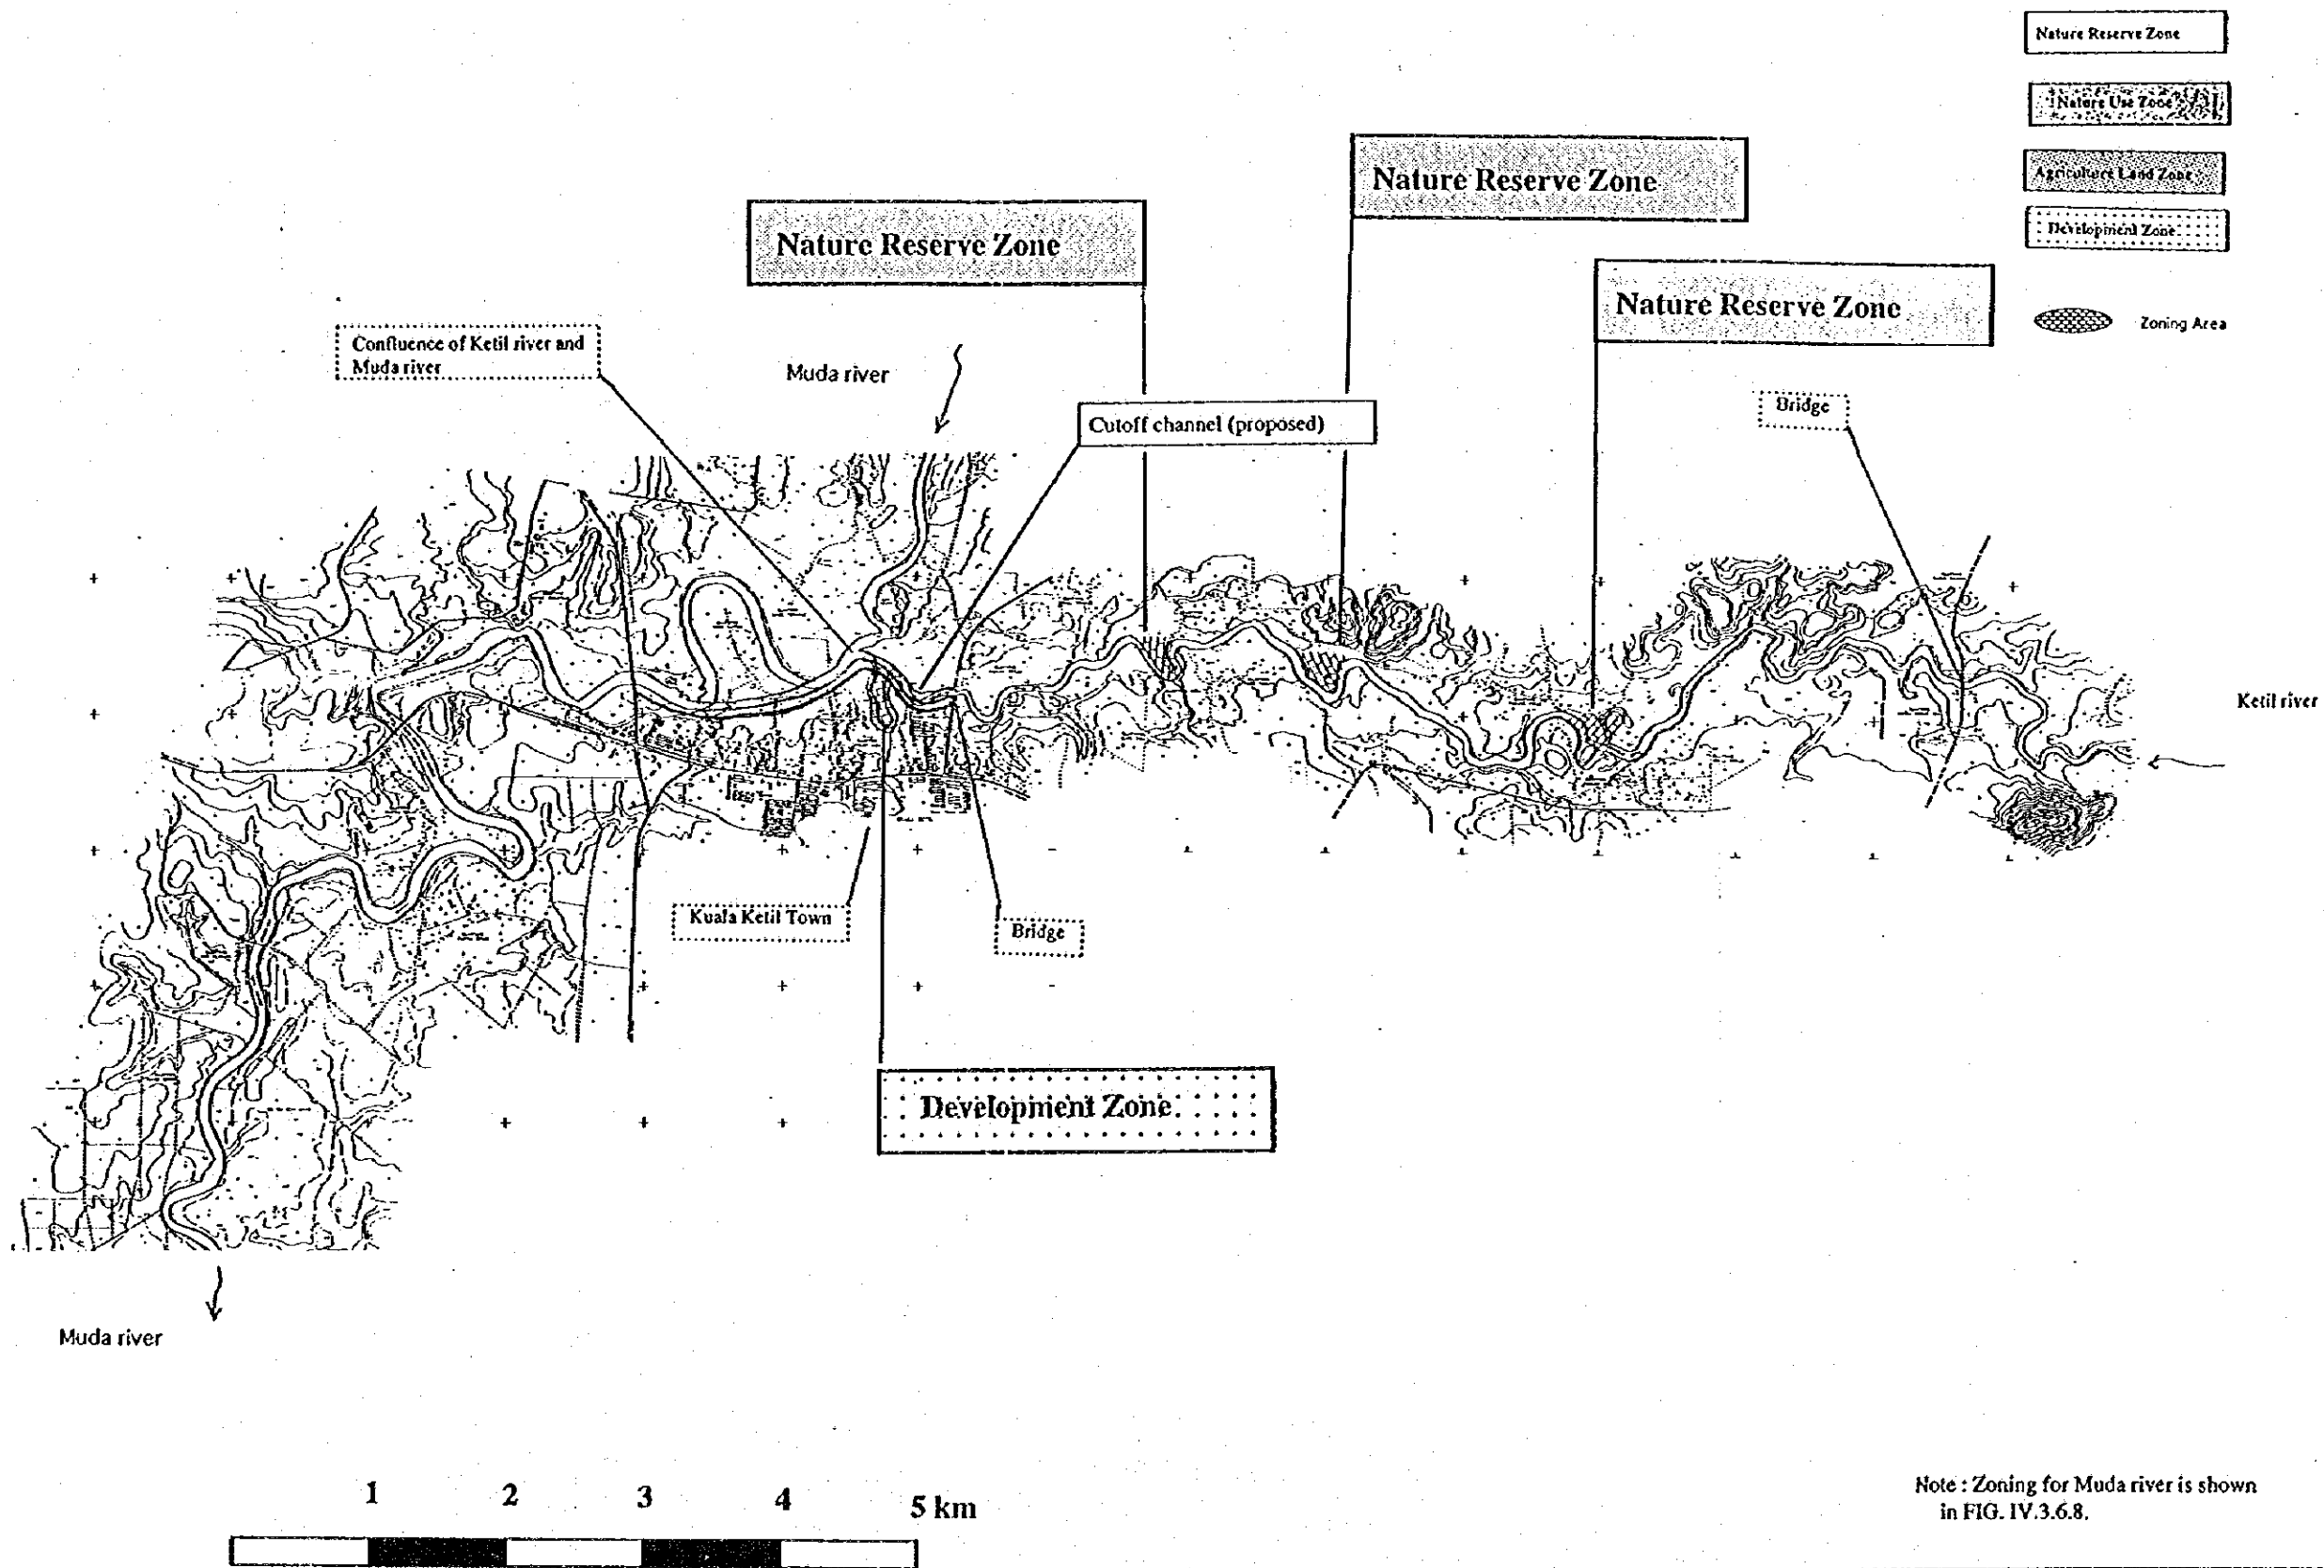 Nature Reserve Zone
Nature Use Zone
Agriculture Land Zone
Development Zone
Zoning Area
Nature Reserve Zone
Nature Reserve Zone
Nature Reserve Zone
Confluence of Ketil river and
Muda river
Muda river
Cutoff channel (proposed)
Bridge
Ketil river
Kuala Ketil Town
Bridge
Development Zone
Muda river
1 2 3 4 5 km
Note : Zoning for Muda river is shown
in FIG. IV.3.6.8.